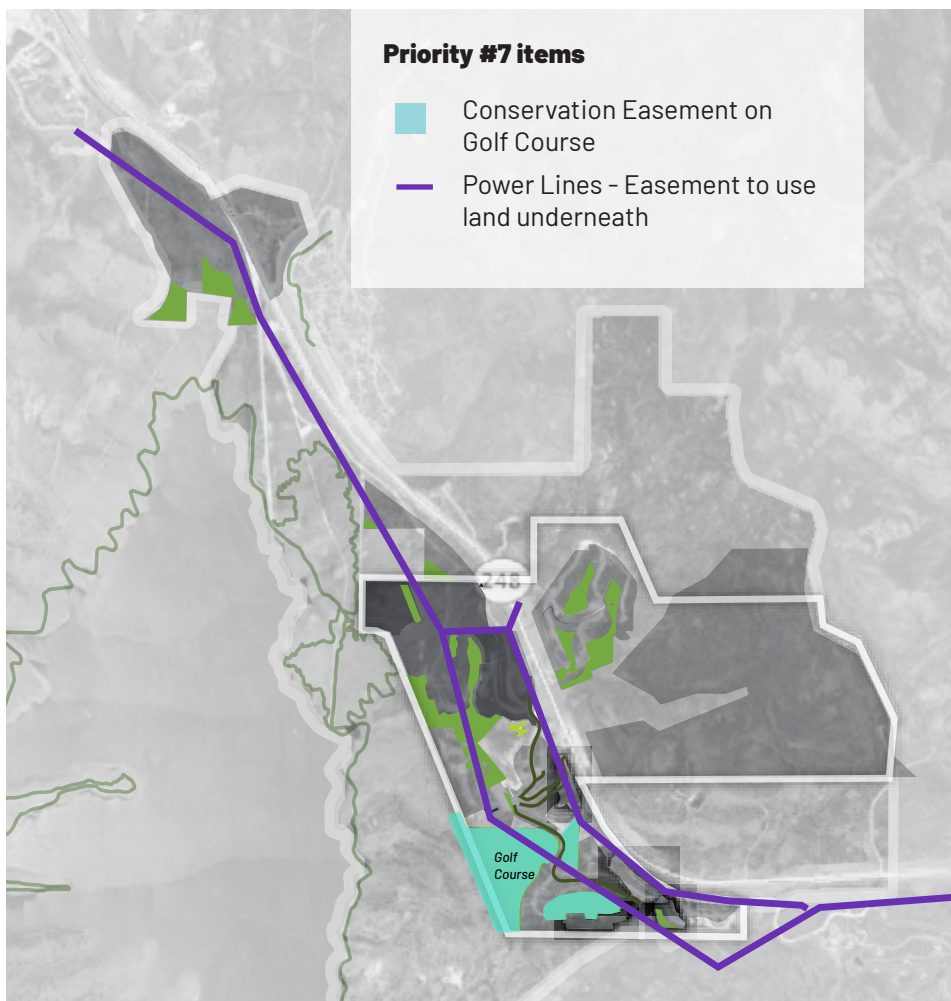 Priority #7 items
Conservation Easement on
Golf Course
Power Lines - Easement to use
land underneath
248
Golf
Course